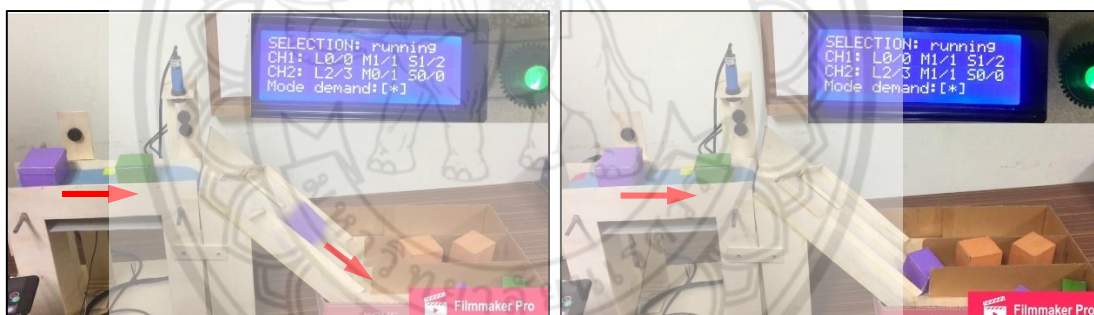 SELECTION: running
CH1: L0/0 M1/1 S1/2
CH2: L2/3 M0/1 S0/0
Mode demand:[*]
Filmmaker Pro
SELECTION: running
CH1: L0/0 M1/1 S1/2
CH2: L2/3 M1/1 S0/0
Mode demand:[*]
Filmmaker Pro